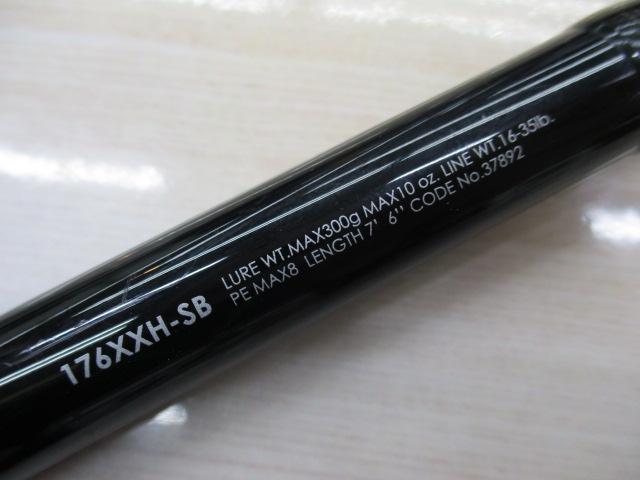 176XXH-SB
LURE WT.MAX300g MAX10 oz. LINE WT.16-35lb.
PE MAX8 LENGTH 7' 6'' CODE No.37892